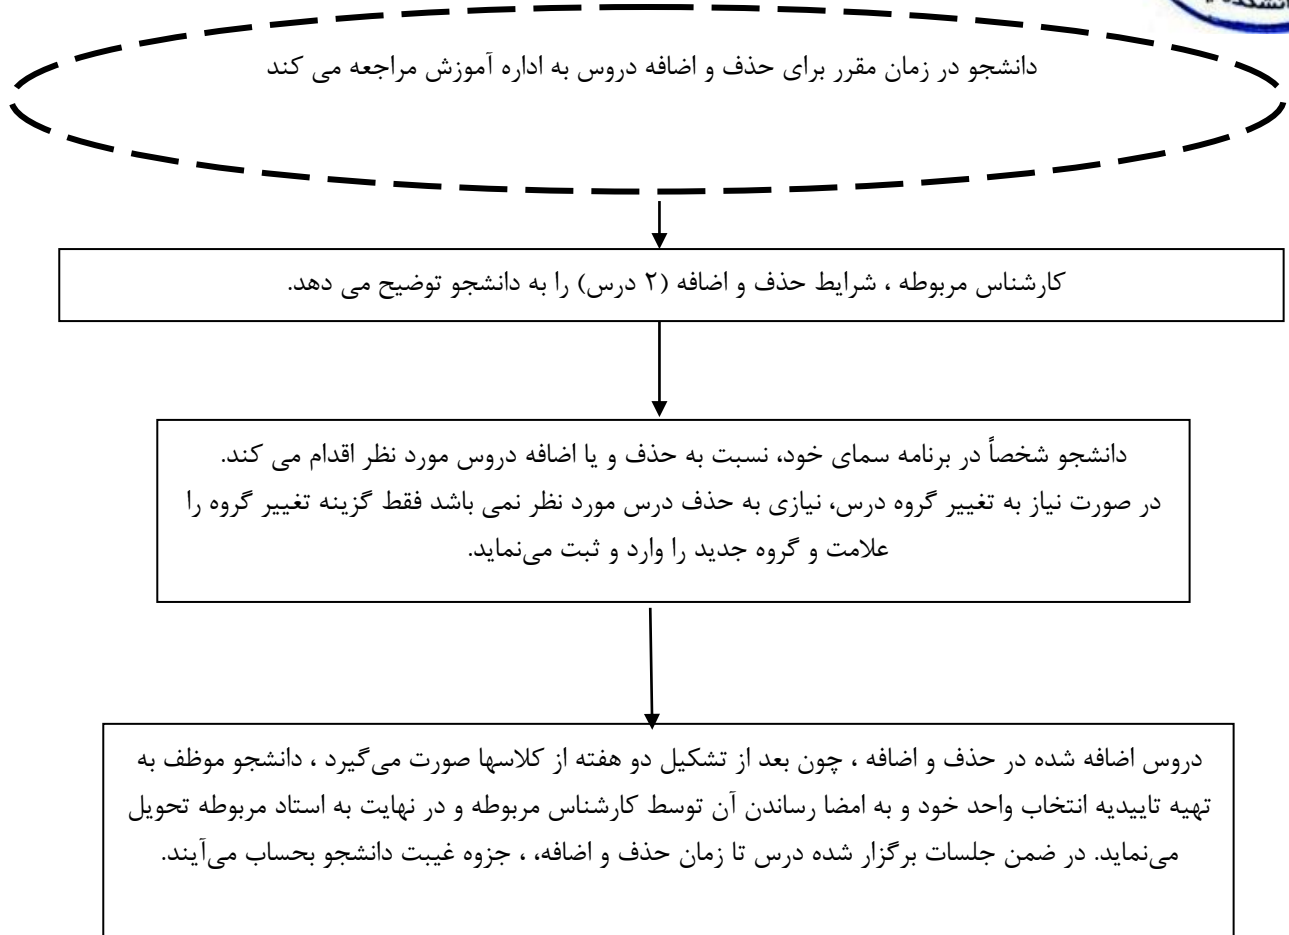 دانشجو در زمان مقرر برای حذف و اضافه دروس به اداره آموزش مراجعه می کند
کارشناس مربوطه ، شرایط حذف و اضافه (۲ درس) را به دانشجو توضیح می دهد.
دانشجو شخصاً در برنامه سمای خود، نسبت به حذف و یا اضافه دروس مورد نظر اقدام می کند.
در صورت نیاز به تغییر گروه درس، نیازی به حذف درس مورد نظر نمی باشد فقط گزینه تغییر گروه را
علامت و گروه جدید را وارد و ثبت می‌نماید.
دروس اضافه شده در حذف و اضافه ، چون بعد از تشکیل دو هفته از کلاسها صورت می‌گیرد ، دانشجو موظف به
تهیه تاییدیه انتخاب واحد خود و به امضا رساندن آن توسط کارشناس مربوطه و در نهایت به استاد مربوطه تحویل
می‌نماید. در ضمن جلسات برگزار شده درس تا زمان حذف و اضافه، ، جزوه غیبت دانشجو بحساب می‌آیند.